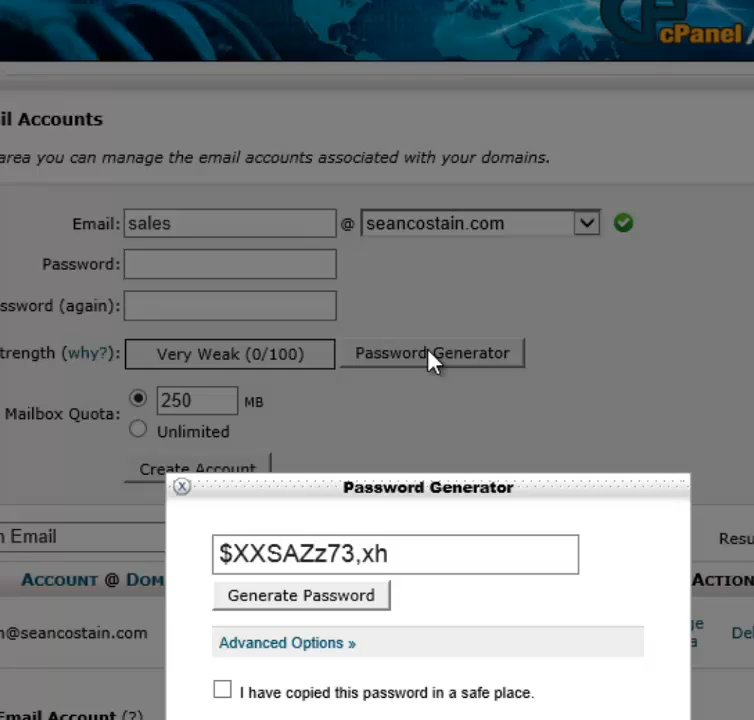 cPanel
il Accounts
area you can manage the email accounts associated with your domains.
Email: sales @ seancostain.com
Password:
ssword (again):
trength (why?): Very Weak (0/100) Password Generator
Mailbox Quota: 250 MB
Unlimited
Create Account
Password Generator
n Email Resu
$XXSAZz73,xh
ACCOUNT @ DOM ACTION
Generate Password
n@seancostain.com ge Del
a
Advanced Options »
I have copied this password in a safe place.
Email Account (?)